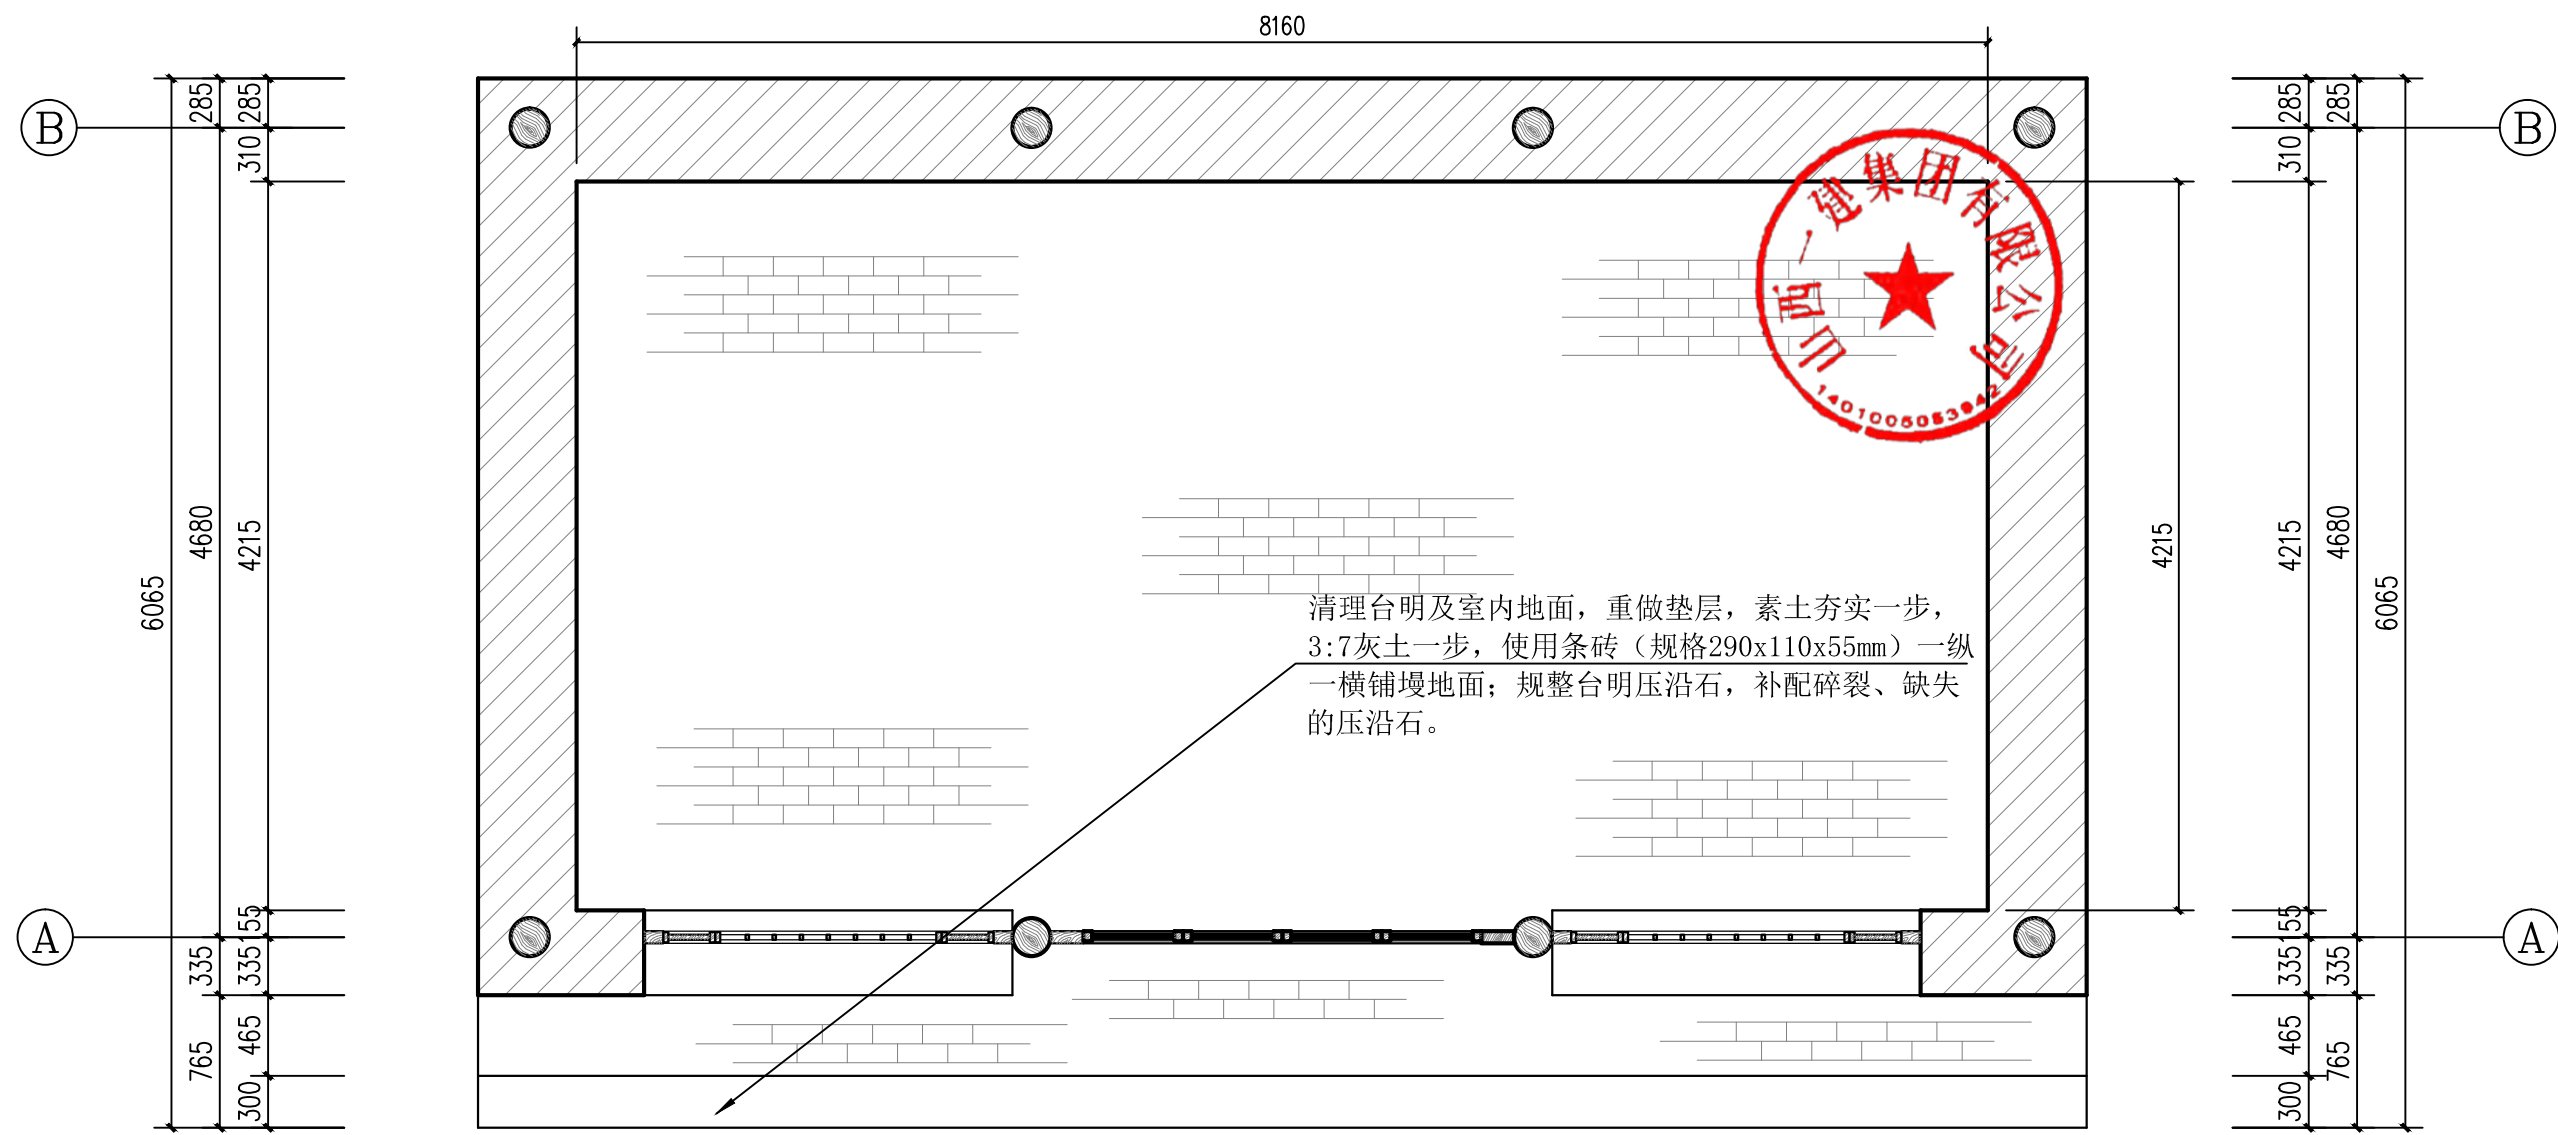 8160
B
285
285
310
4680
4215
6065
A
155
335
335
465
765
300
清理台明及室内地面，重做垫层，素土夯实一步，
3:7灰土一步，使用条砖（规格290x110x55mm）一纵
一横铺墁地面；规整台明压沿石，补配碎裂、缺失
的压沿石。
山西一建集团有限公司
4215
285
285
310
4215
4680
6065
155
335
335
465
765
300
B
A